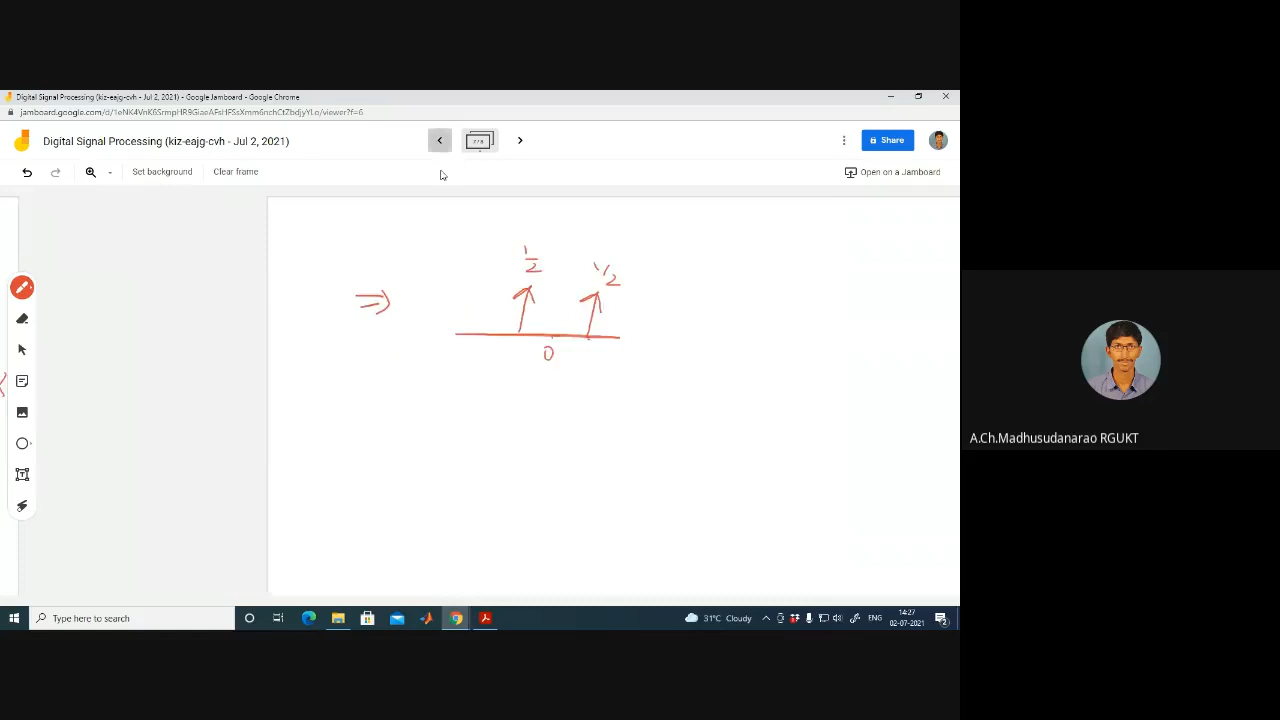 Digital Signal Processing (kiz-eajg-cvh - Jul 2, 2021) - Google Jamboard - Google Chrome
Digital Signal Processing (kiz-eajg-cvh - Jul 2, 2021)
Share
Set background
Clear frame
Open on a Jamboard
⇒
1/2
1/2
0
A.Ch.Madhusudanarao RGUKT
Type here to search
31°C Cloudy
ENG
14:27
02-07-2021
2